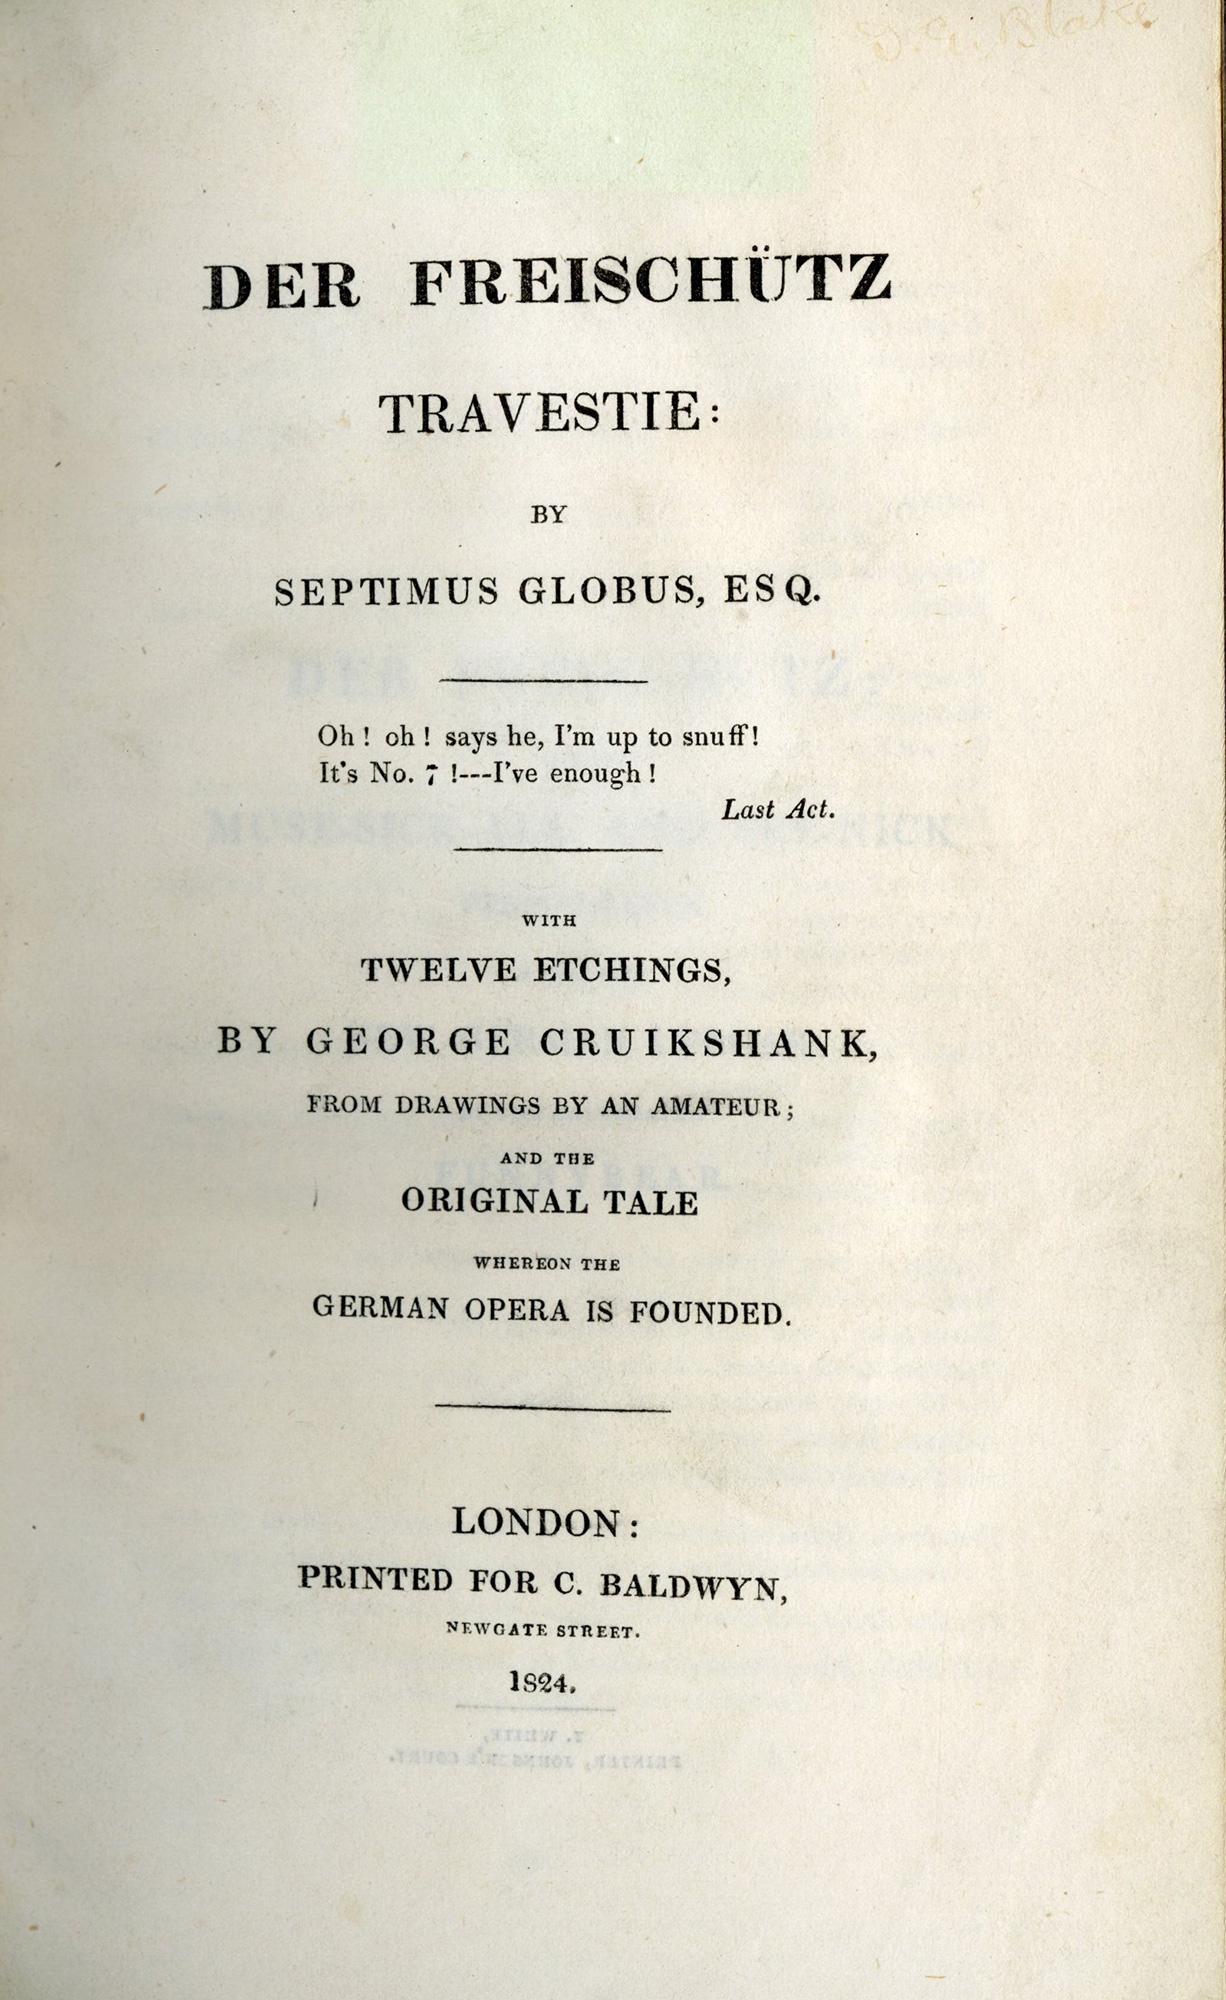 DER FREISCHÜTZ
TRAVESTIE:
BY
SEPTIMUS GLOBUS, ESQ.
Oh! oh! says he, I'm up to snuff!
It's No. 7 !---I've enough!
Last Act.
WITH
TWELVE ETCHINGS,
BY GEORGE CRUIKSHANK,
FROM DRAWINGS BY AN AMATEUR;
AND THE
ORIGINAL TALE
WHEREON THE
GERMAN OPERA IS FOUNDED.
LONDON:
PRINTED FOR C. BALDWYN,
NEWGATE STREET.
1824.